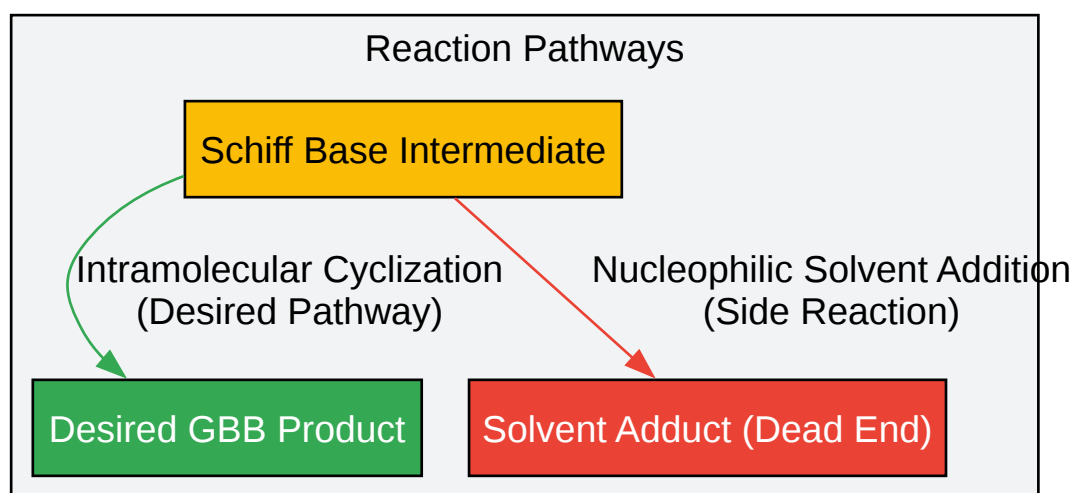 Reaction Pathways
Schiff Base Intermediate
Intramolecular Cyclization
(Desired Pathway)
Nucleophilic Solvent Addition
(Side Reaction)
Desired GBB Product
Solvent Adduct (Dead End)